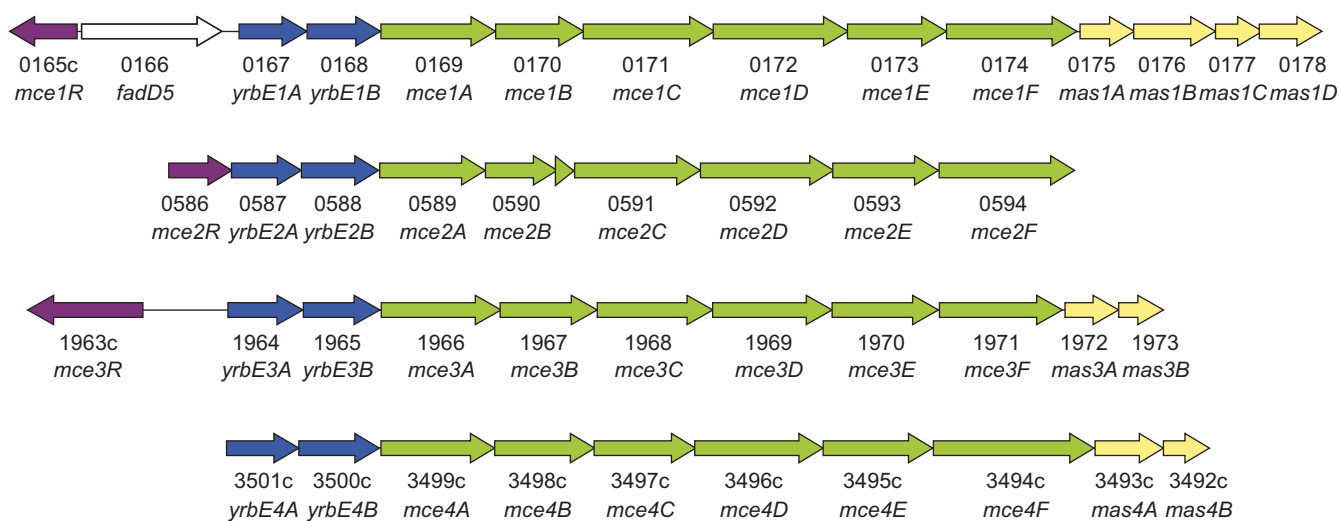 0165c 0166 0167 0168 0169 0170 0171 0172 0173 0174 0175 0176 0177 0178
mce1R fadD5 yrbE1A yrbE1B mce1A mce1B mce1C mce1D mce1E mce1F mas1A mas1B mas1C mas1D
0586 0587 0588 0589 0590 0591 0592 0593 0594
mce2R yrbE2A yrbE2B mce2A mce2B mce2C mce2D mce2E mce2F
1963c 1964 1965 1966 1967 1968 1969 1970 1971 1972 1973
mce3R yrbE3A yrbE3B mce3A mce3B mce3C mce3D mce3E mce3F mas3A mas3B
3501c 3500c 3499c 3498c 3497c 3496c 3495c 3494c 3493c 3492c
yrbE4A yrbE4B mce4A mce4B mce4C mce4D mce4E mce4F mas4A mas4B